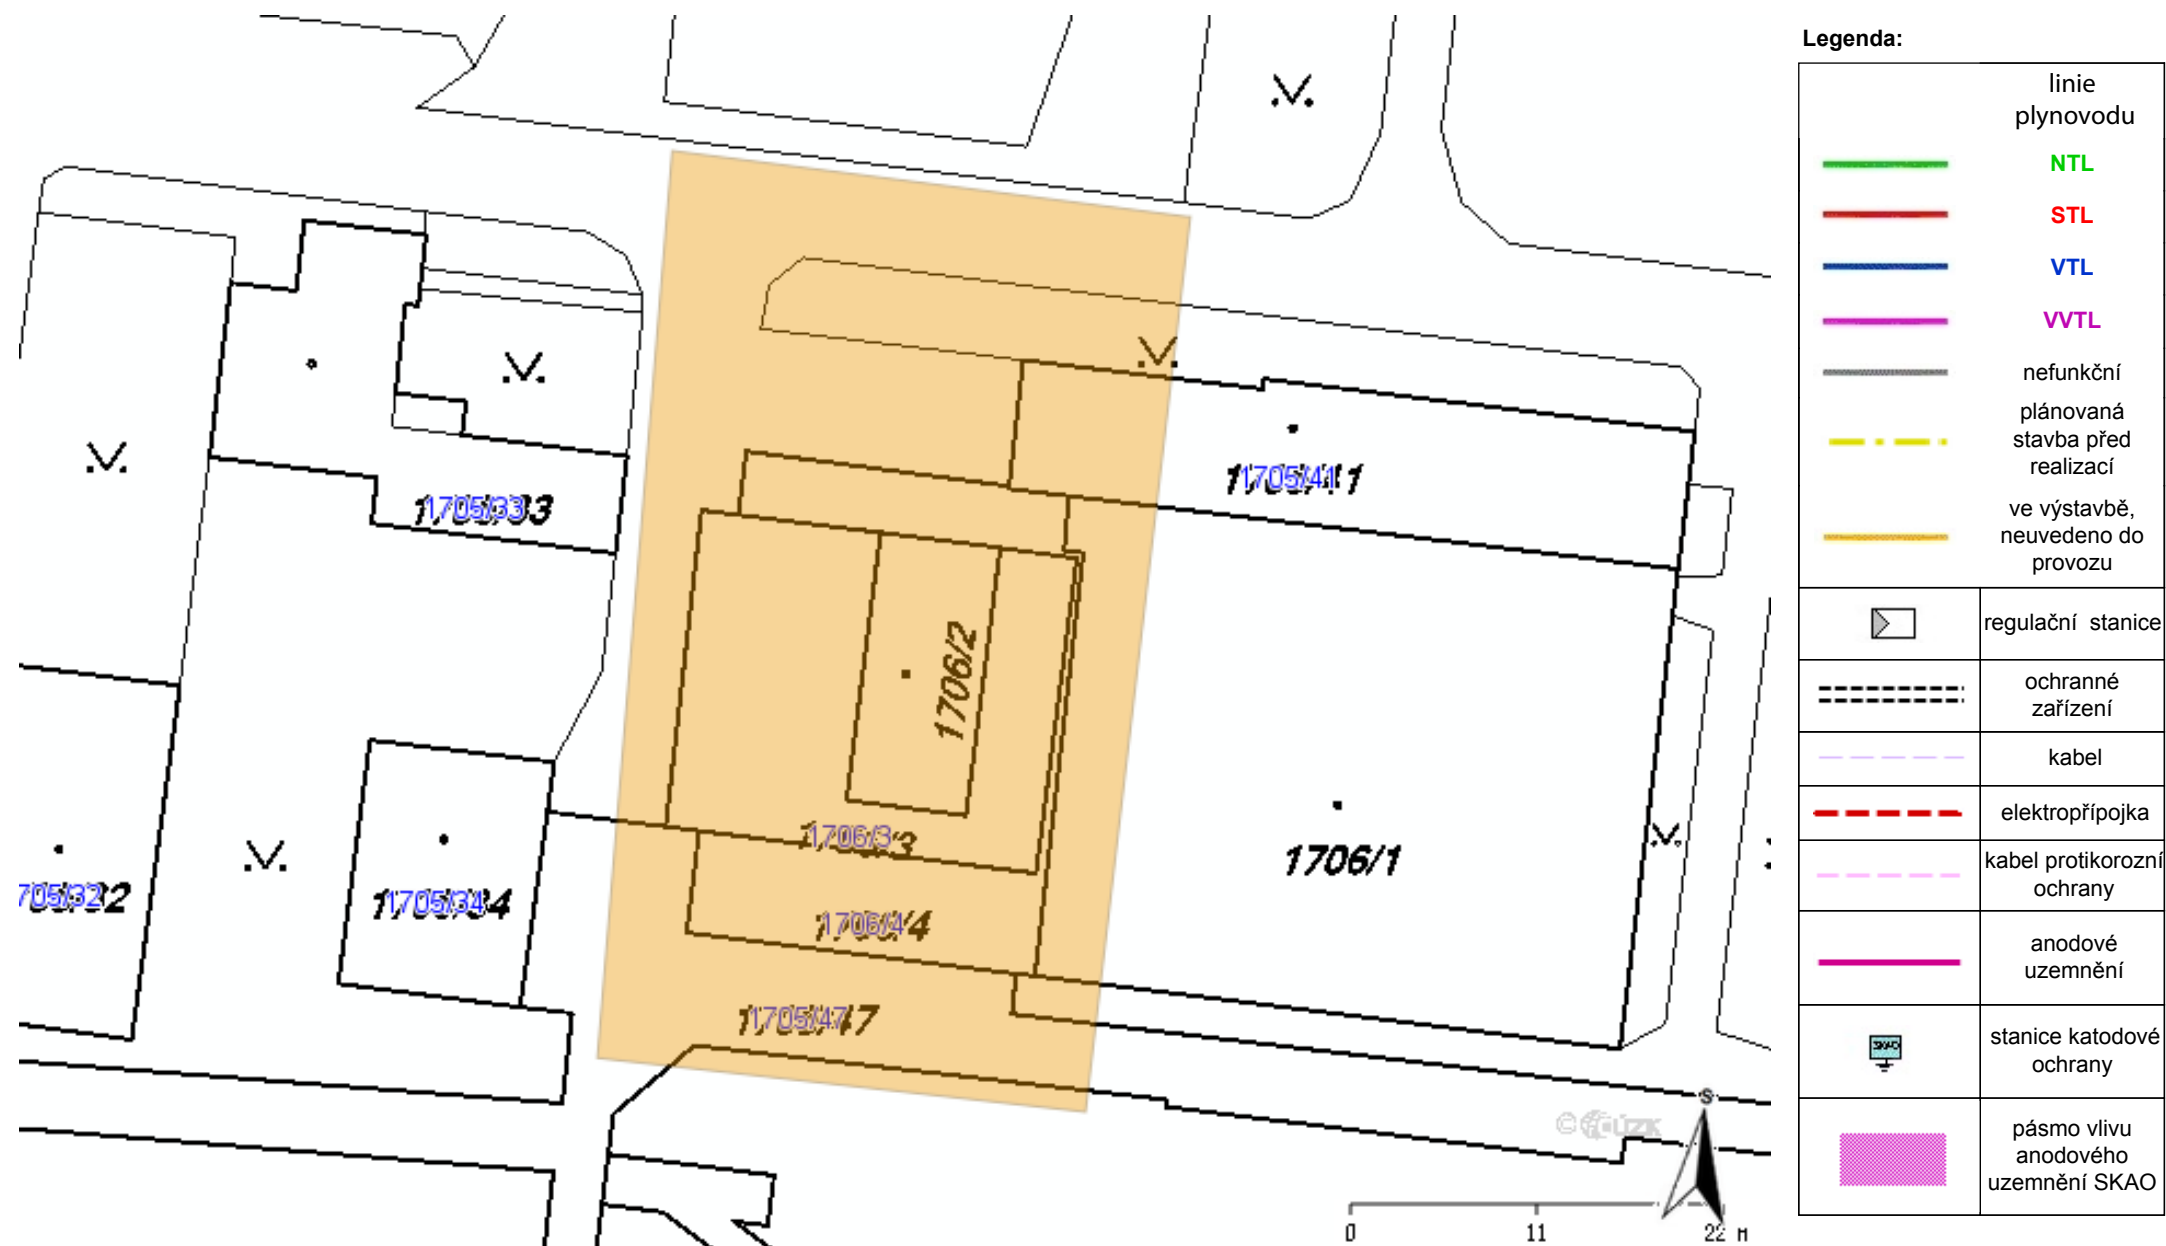 Legenda:
linie
plynovodu
NTL
STL
VTL
VVTL
nefunkční
plánovaná
stavba před
realizací
ve výstavbě,
neuvedeno do
provozu
regulační stanice
ochranné
zařízení
kabel
elektropřípojka
kabel protikorozní
ochrany
anodové
uzemnění
SKAO
stanice katodové
ochrany
pásmo vlivu
anodového
uzemnění SKAO
1705/41
1705/33
1706/2
1706/3
1706/1
1705/32
1705/34
1706/4
1705/47
S
© ČÚZK
0 11 22 M